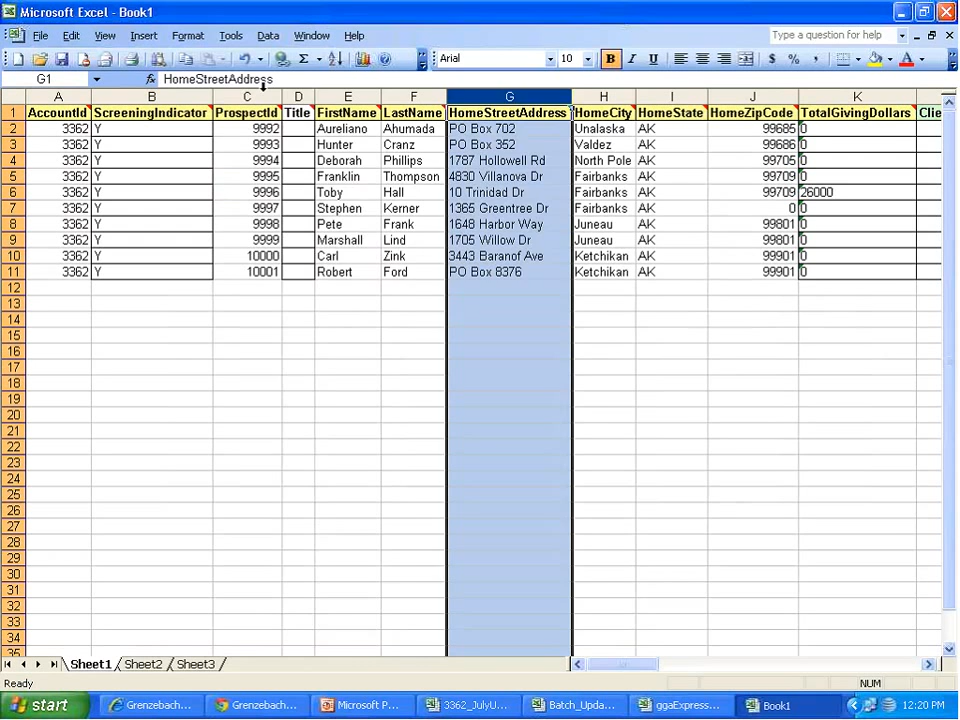 Microsoft Excel - Book1
File Edit View Insert Format Tools Data Window Help Type a question for help
Arial 10 B I U $ % ,
G1 fx HomeStreetAddress
A B C D E F G H I J K
1 AccountId ScreeningIndicator ProspectId Title FirstName LastName HomeStreetAddress HomeCity HomeState HomeZipCode TotalGivingDollars Clie
2 3362 Y 9992 Aureliano Ahumada PO Box 702 Unalaska AK 99685 0
3 3362 Y 9993 Hunter Cranz PO Box 352 Valdez AK 99686 0
4 3362 Y 9994 Deborah Phillips 1787 Hollowell Rd North Pole AK 99705 0
5 3362 Y 9995 Franklin Thompson 4830 Villanova Dr Fairbanks AK 99709 0
6 3362 Y 9996 Toby Hall 10 Trinidad Dr Fairbanks AK 99709 26000
7 3362 Y 9997 Stephen Kerner 1365 Greentree Dr Fairbanks AK 0 0
8 3362 Y 9998 Pete Frank 1648 Harbor Way Juneau AK 99801 0
9 3362 Y 9999 Marshall Lind 1705 Willow Dr Juneau AK 99801 0
10 3362 Y 10000 Carl Zink 3443 Baranof Ave Ketchikan AK 99901 0
11 3362 Y 10001 Robert Ford PO Box 8376 Ketchikan AK 99901 0
12
13
14
15
16
17
18
19
20
21
22
23
24
25
26
27
28
29
30
31
32
33
34
35
Sheet1 Sheet2 Sheet3
Ready NUM
start Grenzebach... Grenzebach... Microsoft P... 3362_JulyU... Batch_Upda... ggaExpress... Book1 12:20 PM